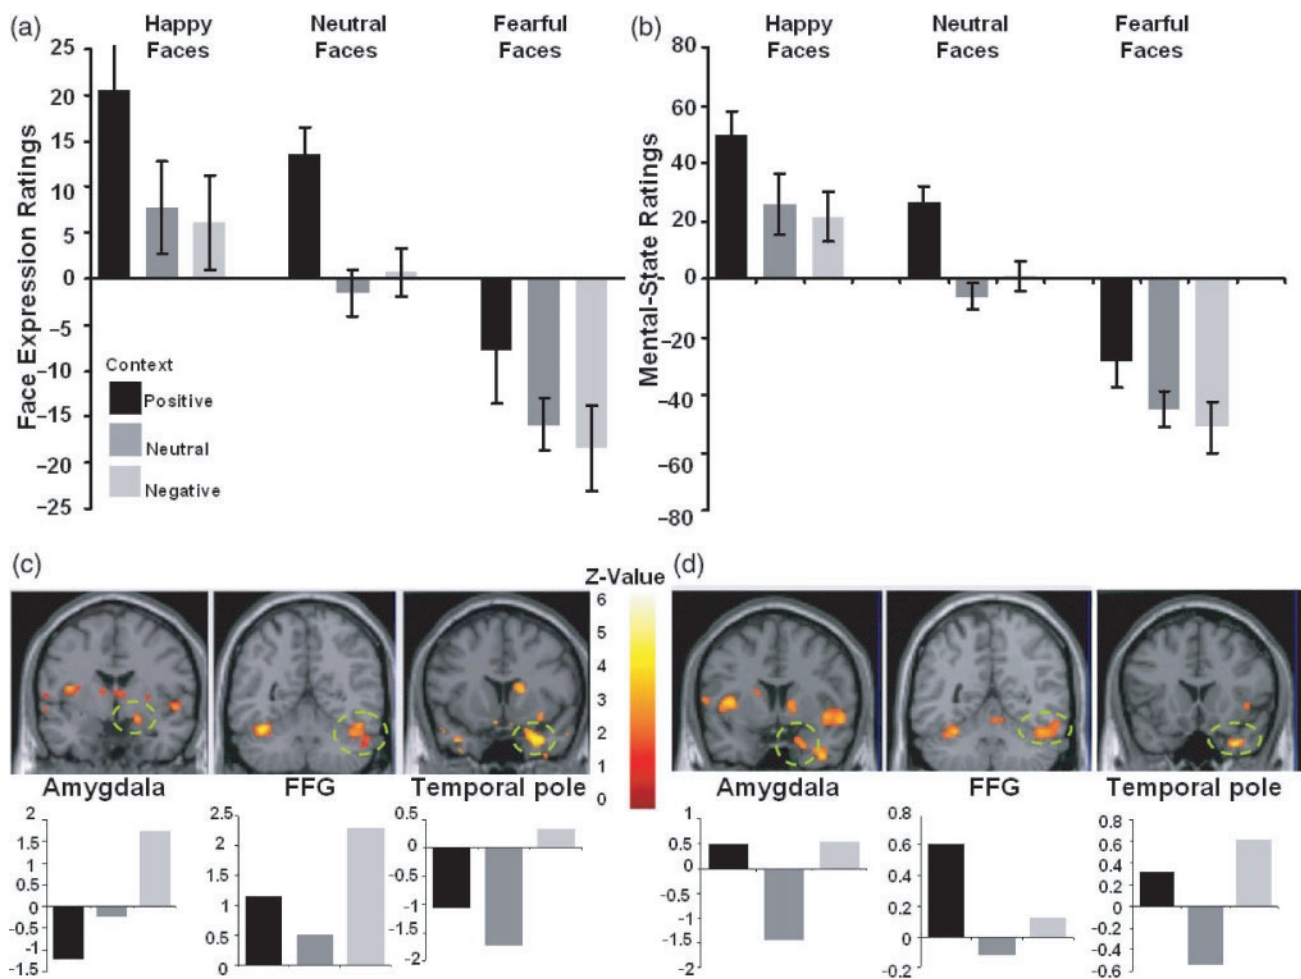 (a)
Happy Faces
Neutral Faces
Fearful Faces
Face Expression Ratings
25
20
15
10
5
0
−5
−10
−15
−20
−25
Context
Positive
Neutral
Negative
(b)
Happy Faces
Neutral Faces
Fearful Faces
Mental-State Ratings
80
60
40
20
0
−20
−40
−60
−80
(c)
Z-Value
6
5
4
3
2
1
0
(d)
Amygdala
FFG
Temporal pole
Amygdala
FFG
Temporal pole
2
1.5
1
0.5
0
-0.5
-1
-1.5
2.5
2
1.5
1
0.5
0
0.5
0
-0.5
-1
-1.5
-2
1
0.5
0
-0.5
-1
-1.5
-2
0.8
0.6
0.4
0.2
0
0.2
0.8
0.6
0.4
0.2
0
-0.2
-0.4
-0.6